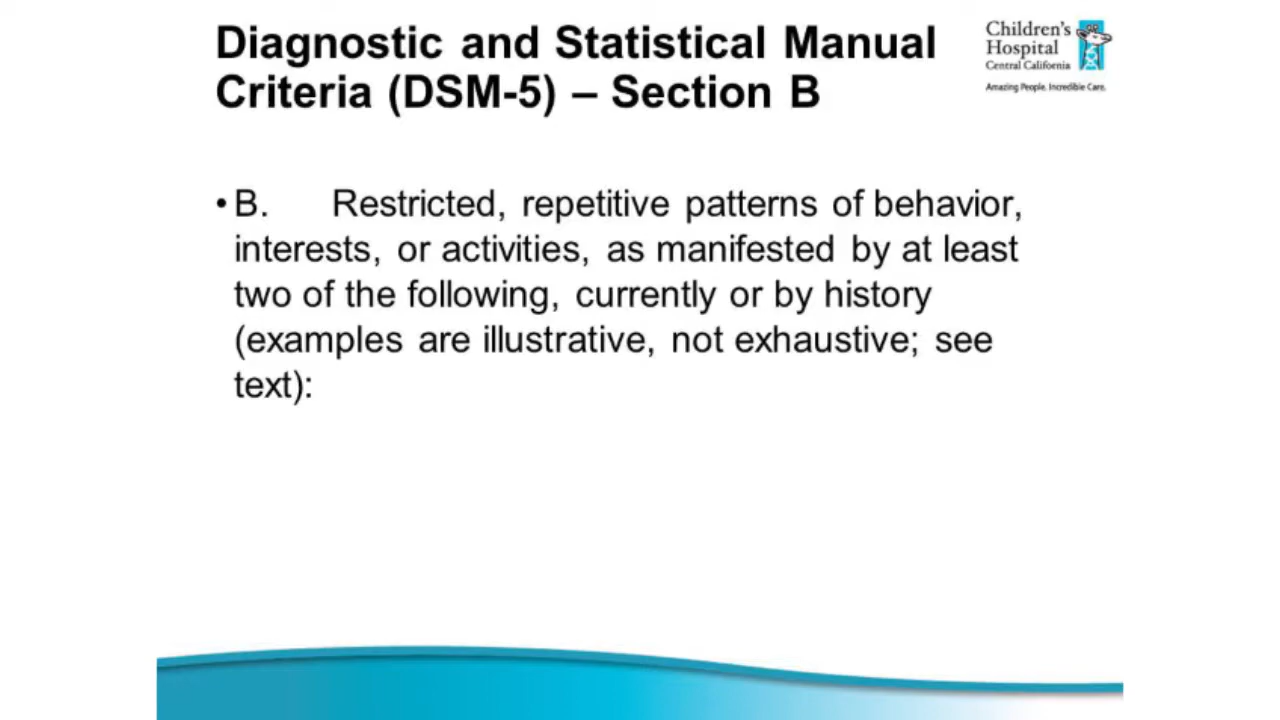 Diagnostic and Statistical Manual
Criteria (DSM-5) – Section B
Children's
Hospital
Central California
Amazing People. Incredible Care.
• B. Restricted, repetitive patterns of behavior,
interests, or activities, as manifested by at least
two of the following, currently or by history
(examples are illustrative, not exhaustive; see
text):